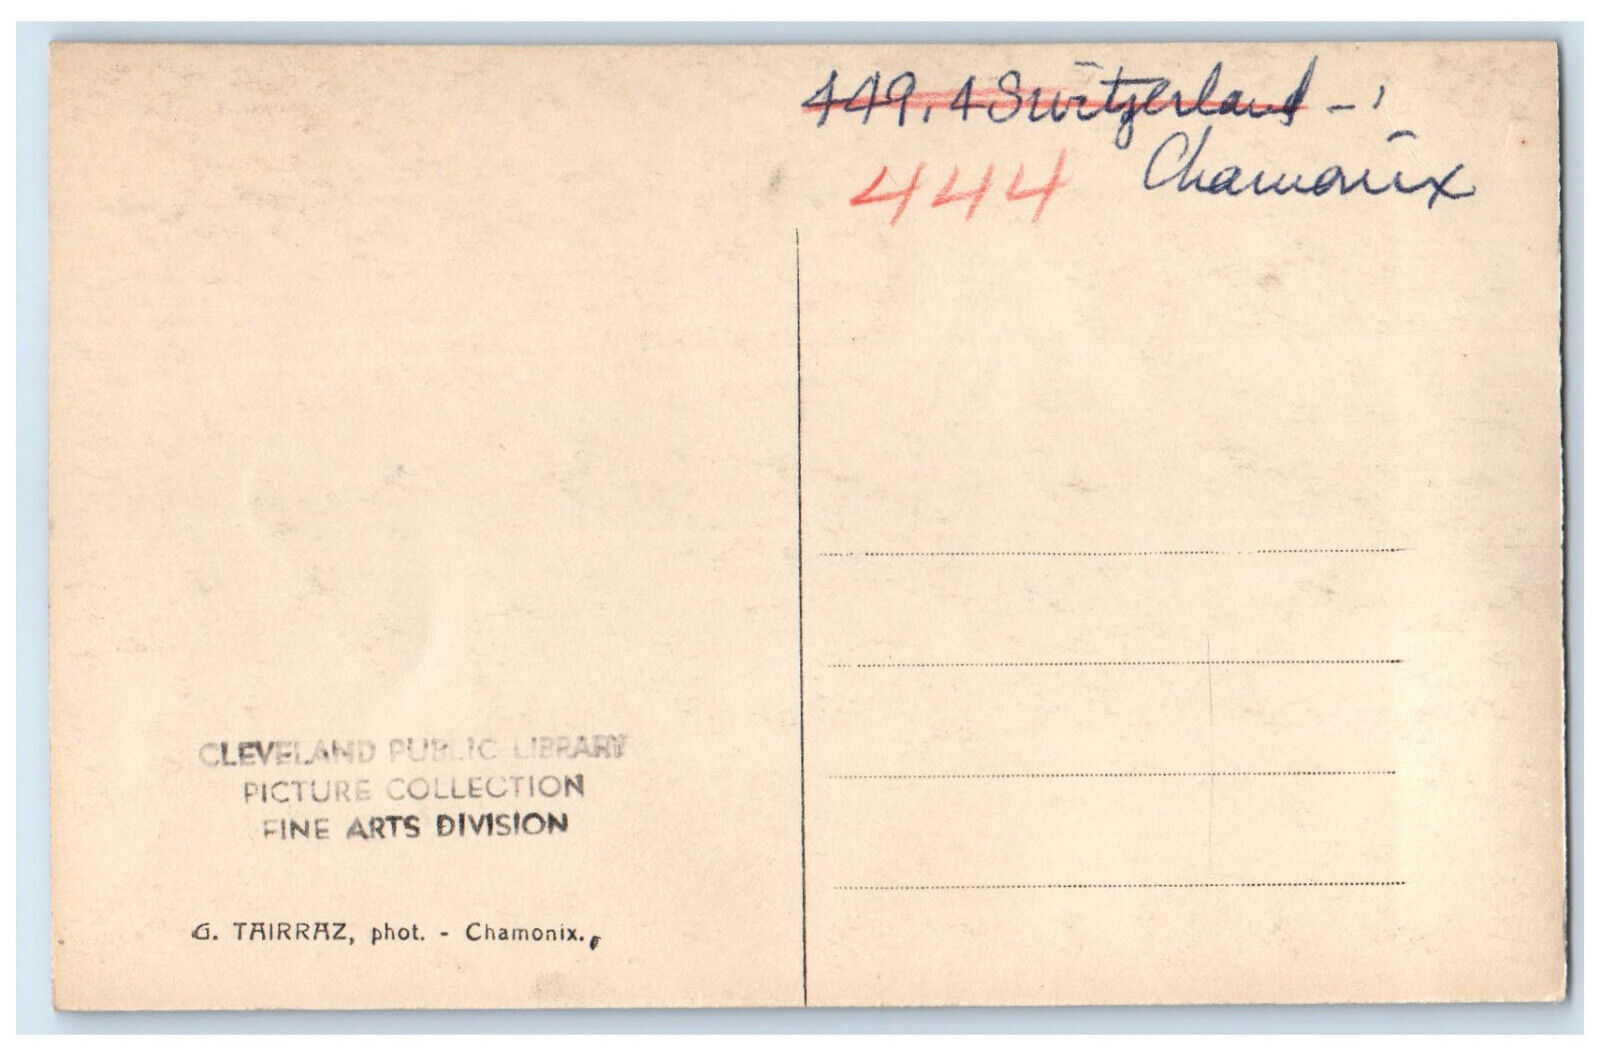 449.4 Switzerland -
Chamonix
444
CLEVELAND PUBLIC LIBRARY
PICTURE COLLECTION
FINE ARTS DIVISION
G. TAIRRAZ, phot. - Chamonix.